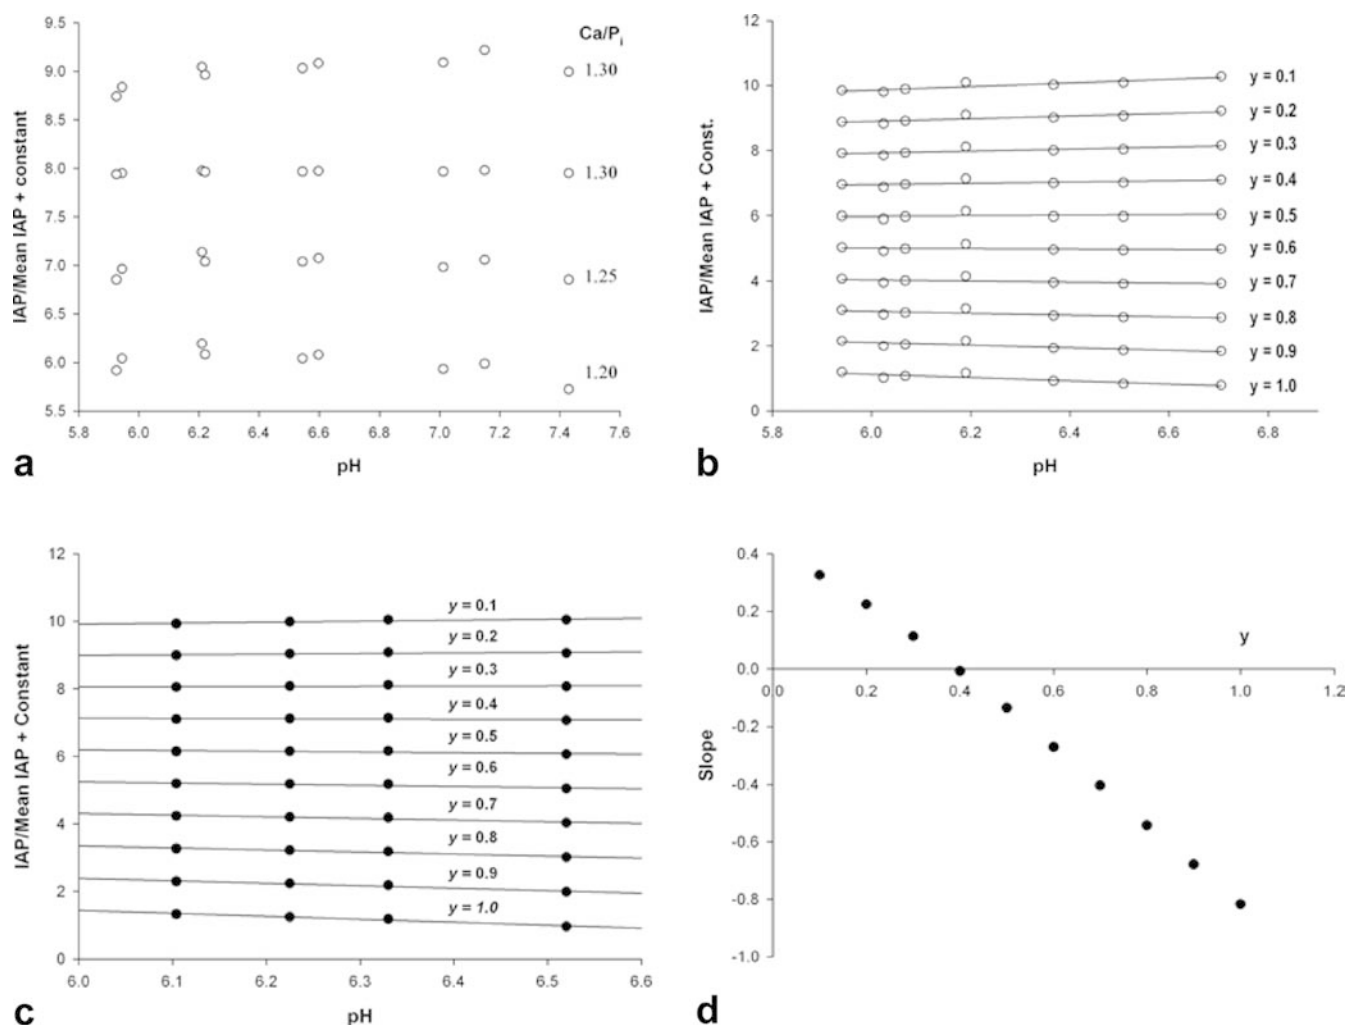 9.5
9.0
8.5
8.0
7.5
7.0
6.5
6.0
5.5
IAP/Mean IAP + constant
Ca/Pi
1.30
1.30
1.25
1.20
5.8 6.0 6.2 6.4 6.6 6.8 7.0 7.2 7.4 7.6
pH
a
12
10
8
6
4
2
0
IAP/Mean IAP + Const.
y = 0.1
y = 0.2
y = 0.3
y = 0.4
y = 0.5
y = 0.6
y = 0.7
y = 0.8
y = 0.9
y = 1.0
5.8 6.0 6.2 6.4 6.6 6.8
pH
b
12
10
8
6
4
2
0
IAP/Mean IAP + Constant
y = 0.1
y = 0.2
y = 0.3
y = 0.4
y = 0.5
y = 0.6
y = 0.7
y = 0.8
y = 0.9
y = 1.0
6.0 6.1 6.2 6.3 6.4 6.5 6.6
pH
c
0.4
0.2
0.0
-0.2
-0.4
-0.6
-0.8
-1.0
Slope
y
0.0 0.2 0.4 0.6 0.8 1.0 1.2
d